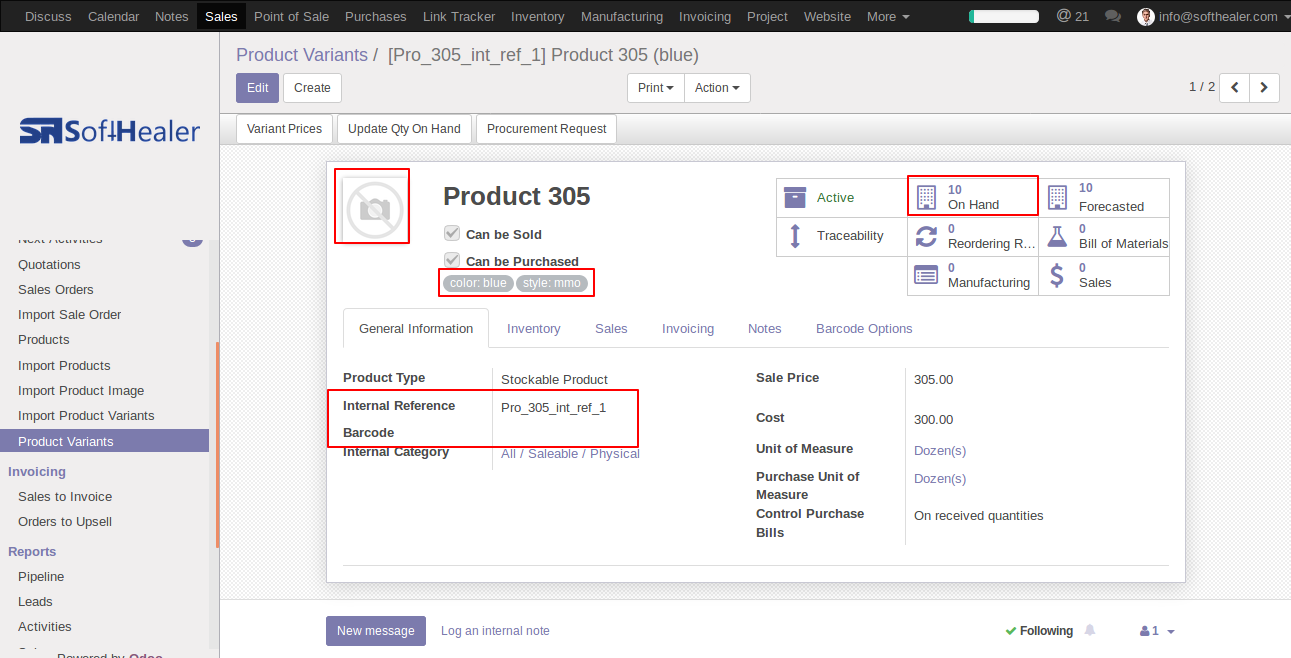 Discuss Calendar Notes Sales Point of Sale Purchases Link Tracker Inventory Manufacturing Invoicing Project Website More @ 21 info@softhealer.com
Product Variants / [Pro_305_int_ref_1] Product 305 (blue)
Edit Create Print Action 1 / 2
Variant Prices Update Qty On Hand Procurement Request
SoftHealer
Next Activities
Quotations
Sales Orders
Import Sale Order
Products
Import Products
Import Product Image
Import Product Variants
Product Variants
Invoicing
Sales to Invoice
Orders to Upsell
Reports
Pipeline
Leads
Activities
Powered by Odoo
Product 305
Can be Sold
Can be Purchased
color: blue style: mmo
Active
10
On Hand
10
Forecasted
Traceability
0
Reordering R...
0
Bill of Materials
0
Manufacturing
0
Sales
General Information Inventory Sales Invoicing Notes Barcode Options
Product Type Stockable Product
Internal Reference Pro_305_int_ref_1
Barcode
Internal Category All / Saleable / Physical
Sale Price 305.00
Cost 300.00
Unit of Measure Dozen(s)
Purchase Unit of
Measure Dozen(s)
Control Purchase
Bills On received quantities
New message Log an internal note Following 1